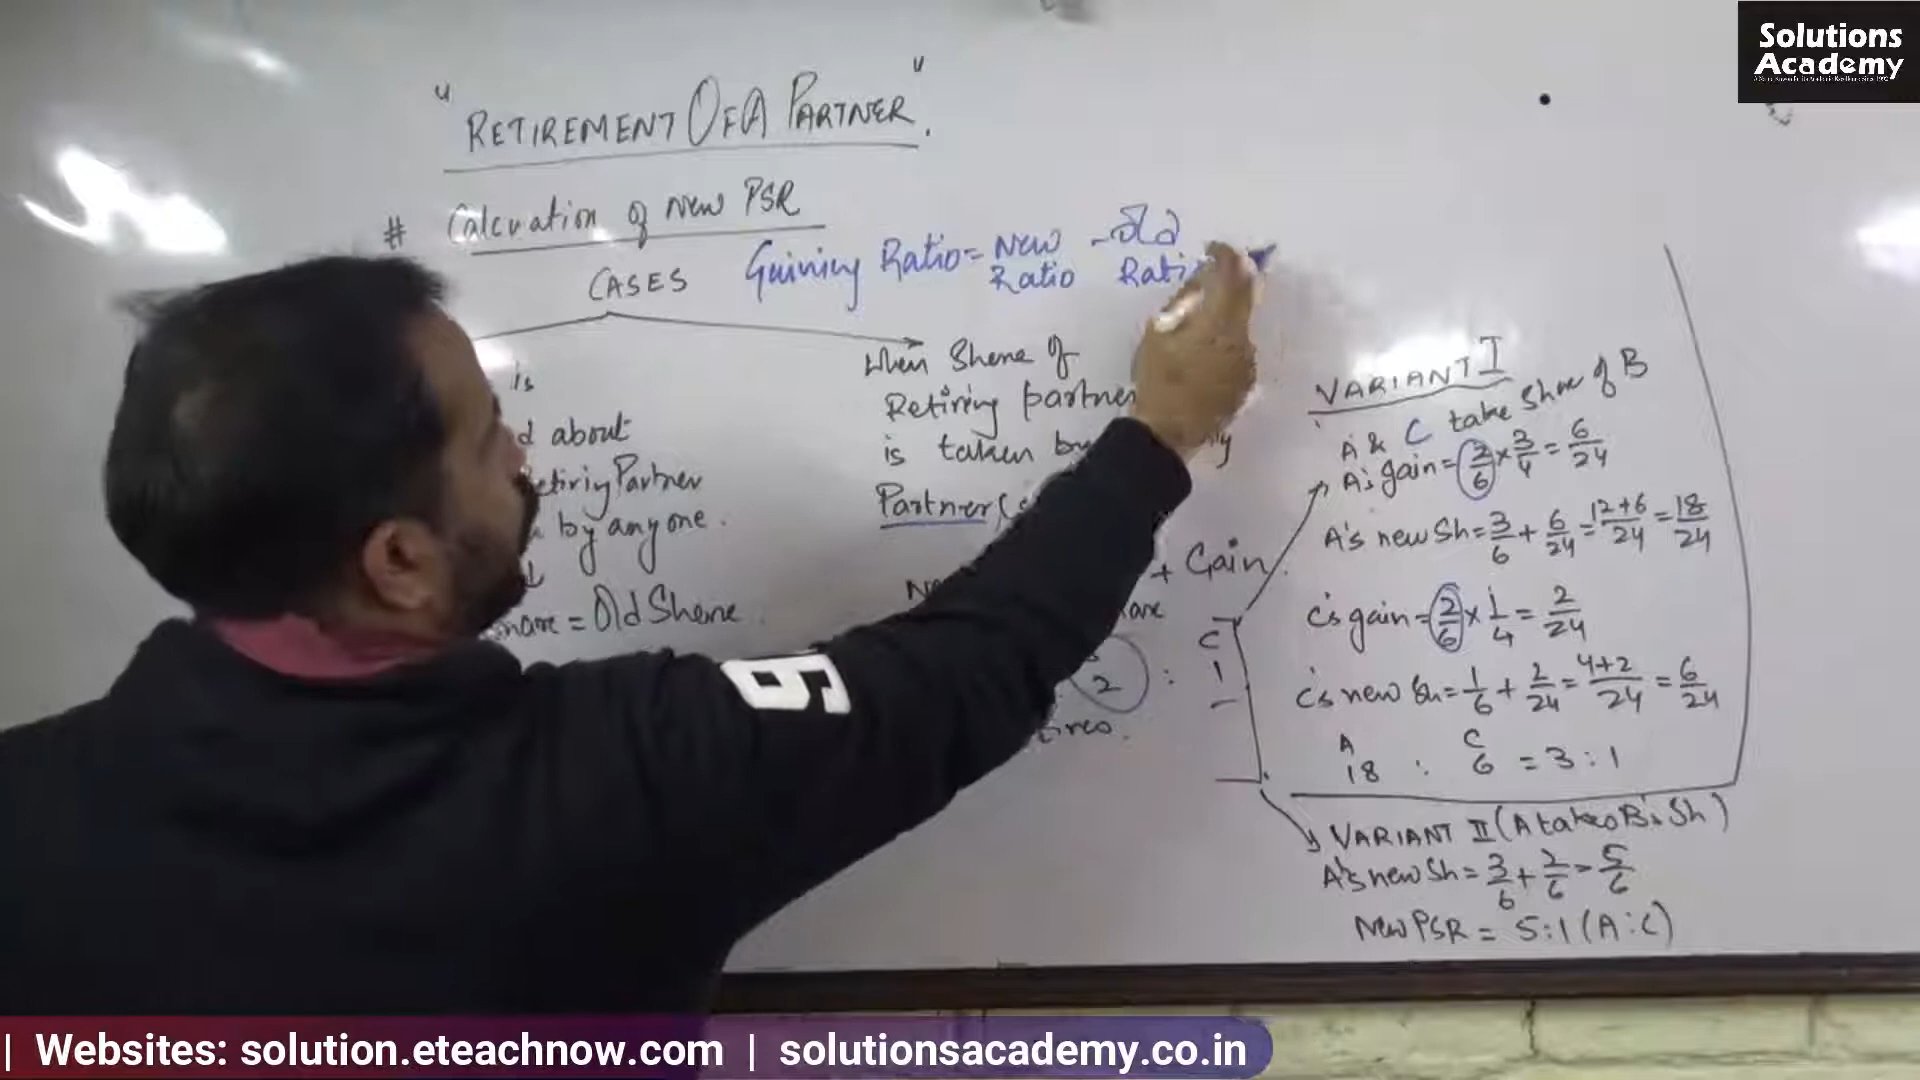 Solutions
Academy
"RETIREMENT OF A PARTNER".
# Calcuation of New PSR
CASES
Gaining Ratio = New Ratio - Old
is
about
Retiring Partner
by anyone.
= Old Share
When Share of
Retiring partner
is taken by
Partner
+ Gain
2 : C 1
VARIANT I
A & C take Share of B
A's gain = 2/6 × 3/4 = 6/24
A's new Sh = 3/6 + 6/24 = 12+6/24 = 18/24
C's gain = 2/6 × 1/4 = 2/24
C's new Sh = 1/6 + 2/24 = 4+2/24 = 6/24
A C
18 : 6 = 3:1
VARIANT II (A takes B's Sh)
A's new Sh = 3/6 + 2/6 = 5/6
New PSR = 5:1 (A:C)
| Websites: solution.eteachnow.com | solutionsacademy.co.in